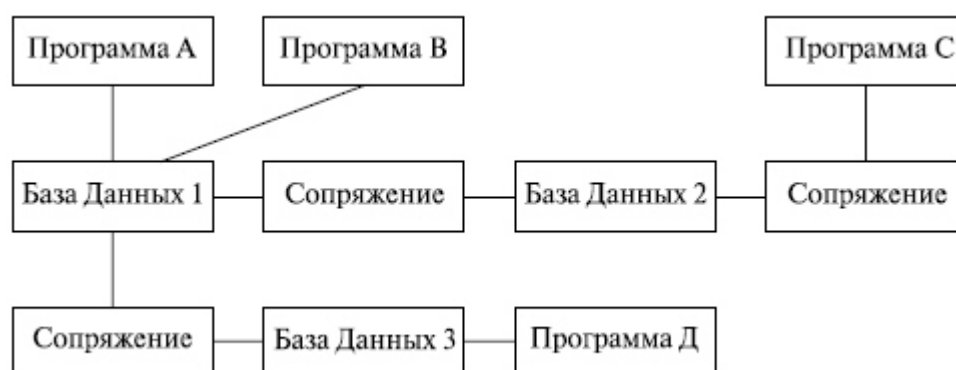 Программа А
Программа В
Программа С
База Данных 1
Сопряжение
База Данных 2
Сопряжение
Сопряжение
База Данных 3
Программа Д